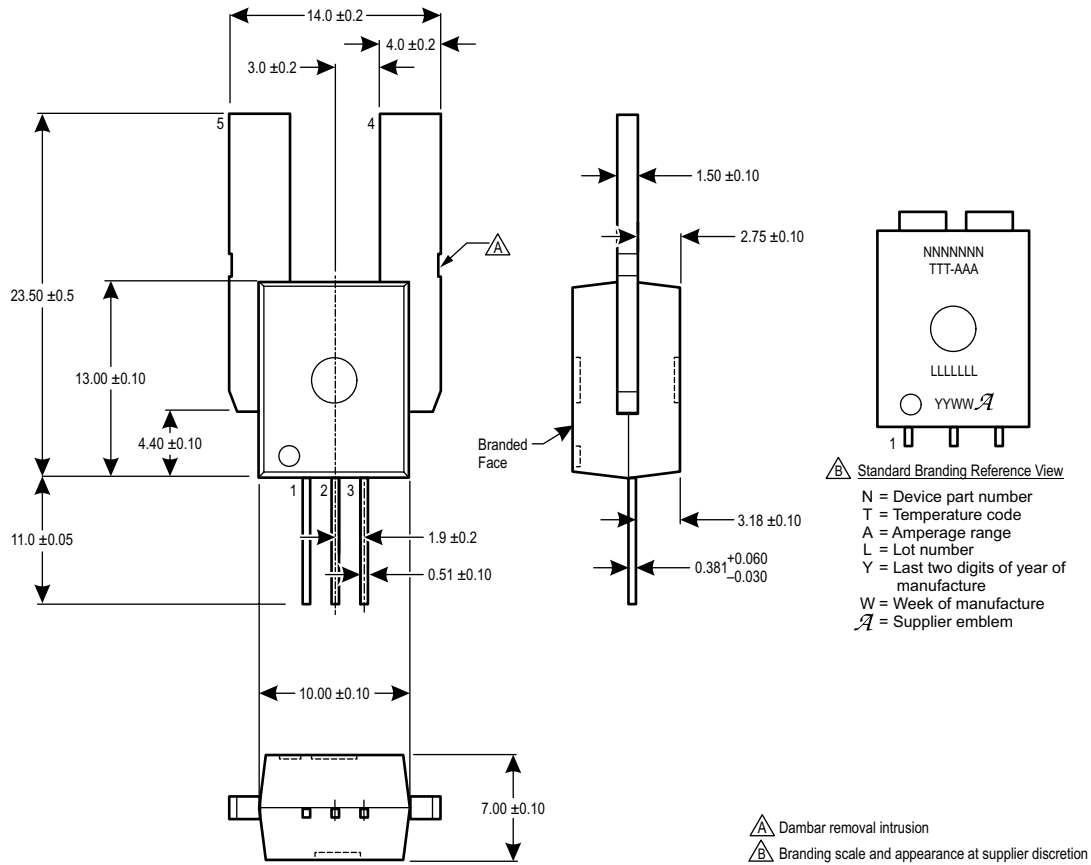 14.0 ±0.2
4.0 ±0.2
3.0 ±0.2
5
4
A
1.50 ±0.10
2.75 ±0.10
23.50 ±0.5
13.00 ±0.10
4.40 ±0.10
Branded
Face
1
2
3
11.0 ±0.05
1.9 ±0.2
0.51 ±0.10
3.18 ±0.10
0.381 +0.060
–0.030
10.00 ±0.10
7.00 ±0.10
NNNNNNN
TTT-AAA
LLLLLLL
YYWW A
1
B Standard Branding Reference View
N = Device part number
T = Temperature code
A = Amperage range
L = Lot number
Y = Last two digits of year of
manufacture
W = Week of manufacture
A = Supplier emblem
A Dambar removal intrusion
B Branding scale and appearance at supplier discretion